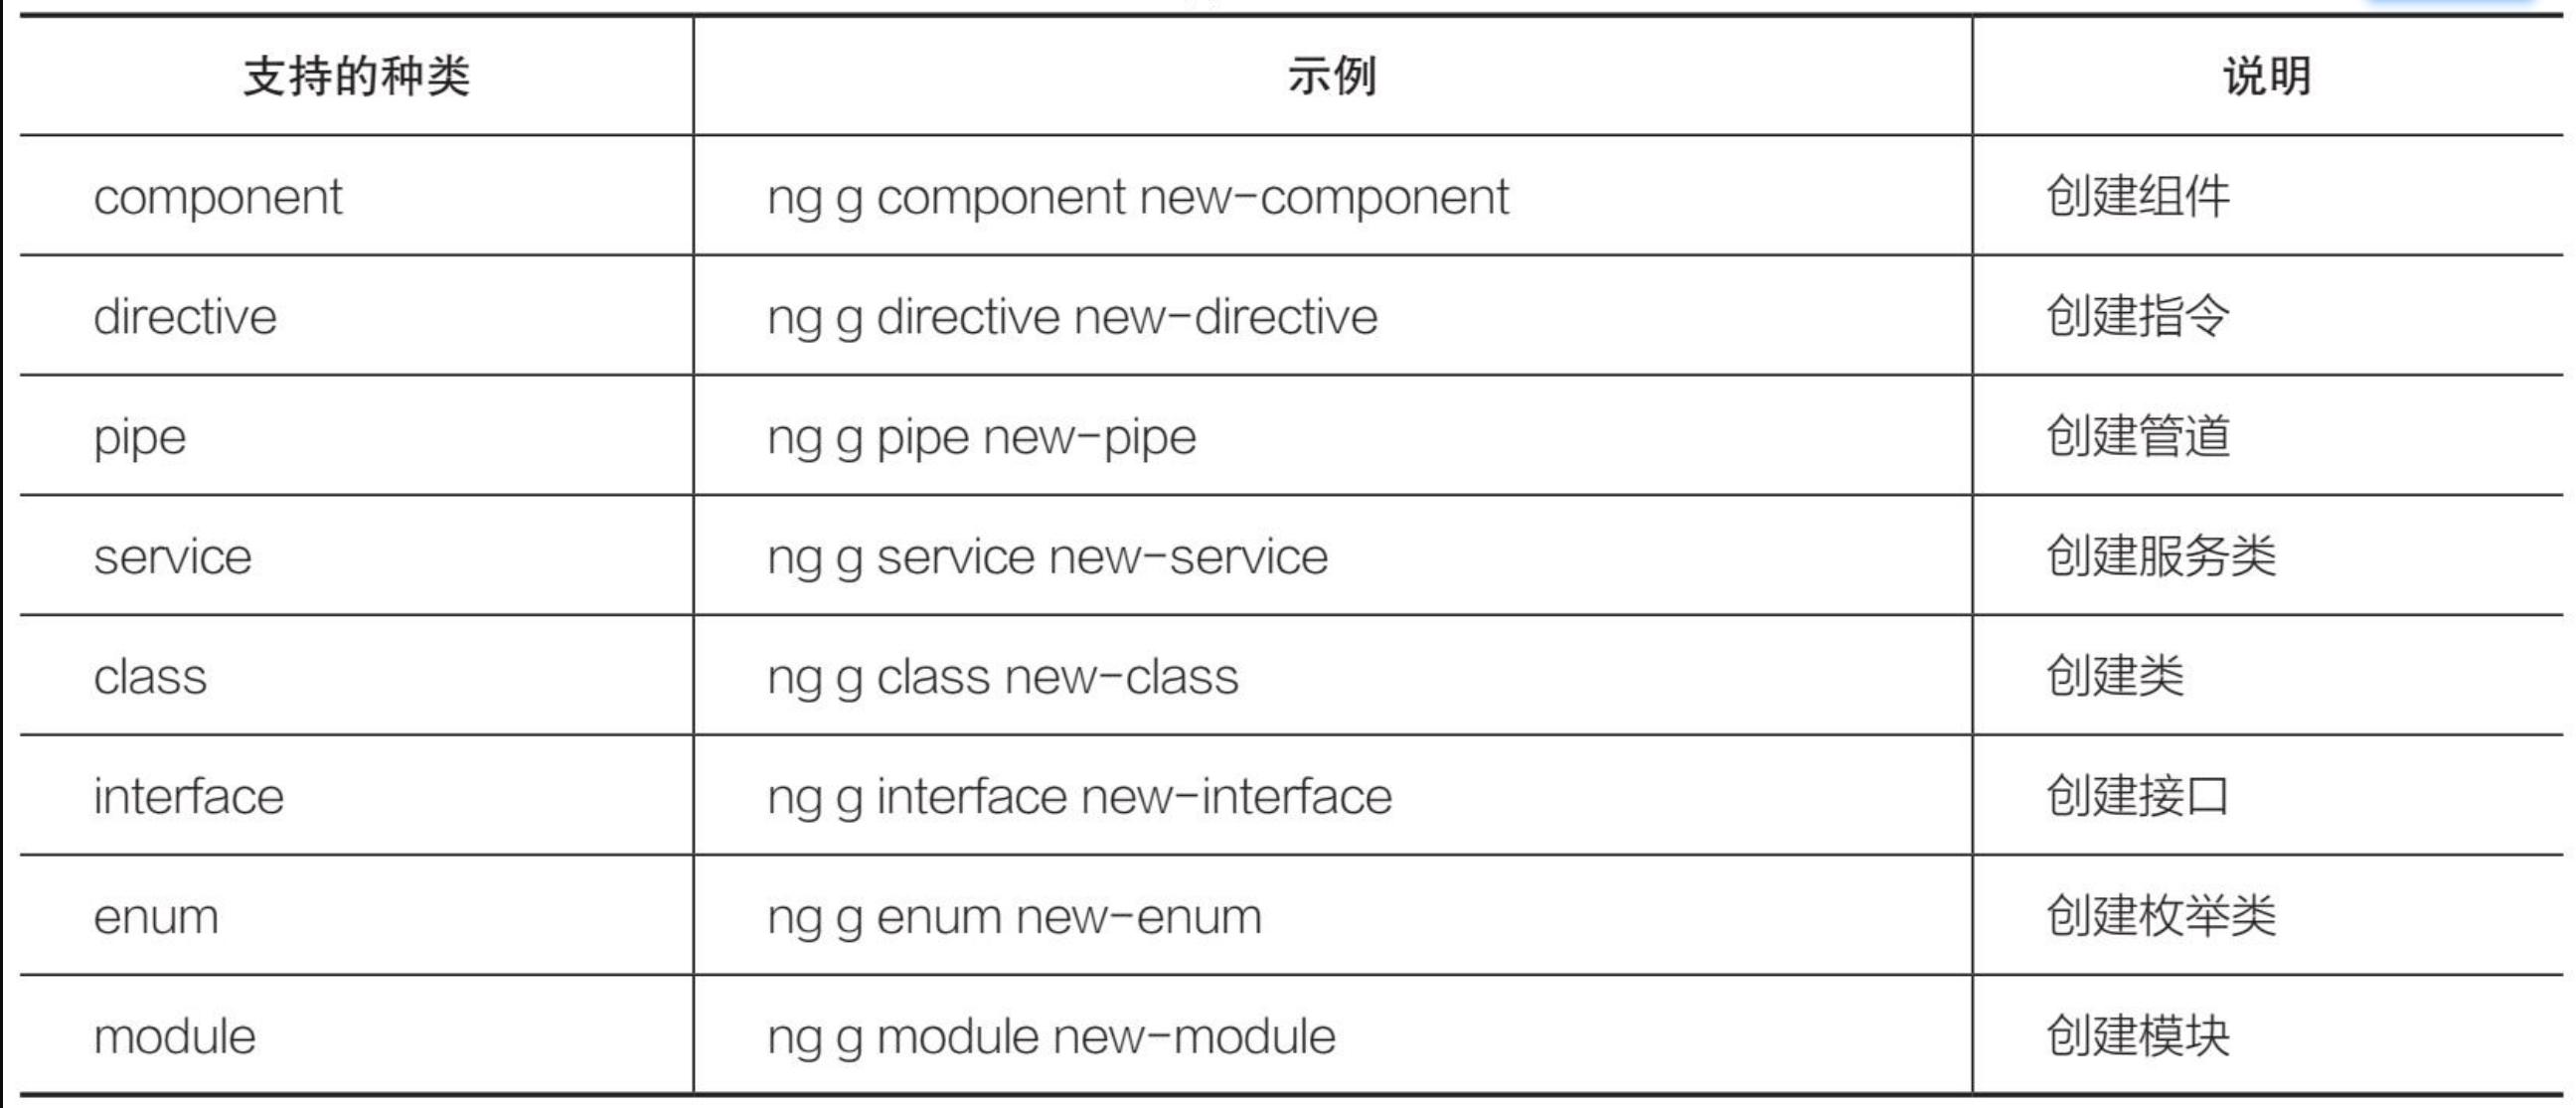 支持的种类 示例 说明
component ng g component new-component 创建组件
directive ng g directive new-directive 创建指令
pipe ng g pipe new-pipe 创建管道
service ng g service new-service 创建服务类
class ng g class new-class 创建类
interface ng g interface new-interface 创建接口
enum ng g enum new-enum 创建枚举类
module ng g module new-module 创建模块